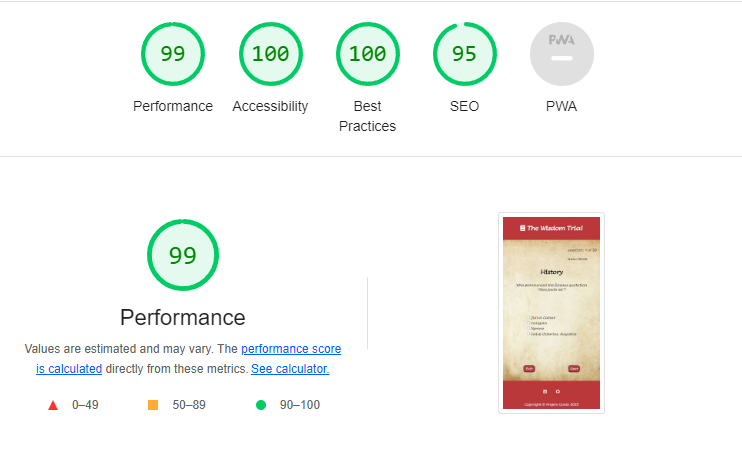 99
100
100
95
PWA
Performance
Accessibility
Best
Practices
SEO
PWA
99
Performance
Values are estimated and may vary. The performance score
is calculated directly from these metrics. See calculator.
0–49
50–89
90–100
The Wisdom Trial
History